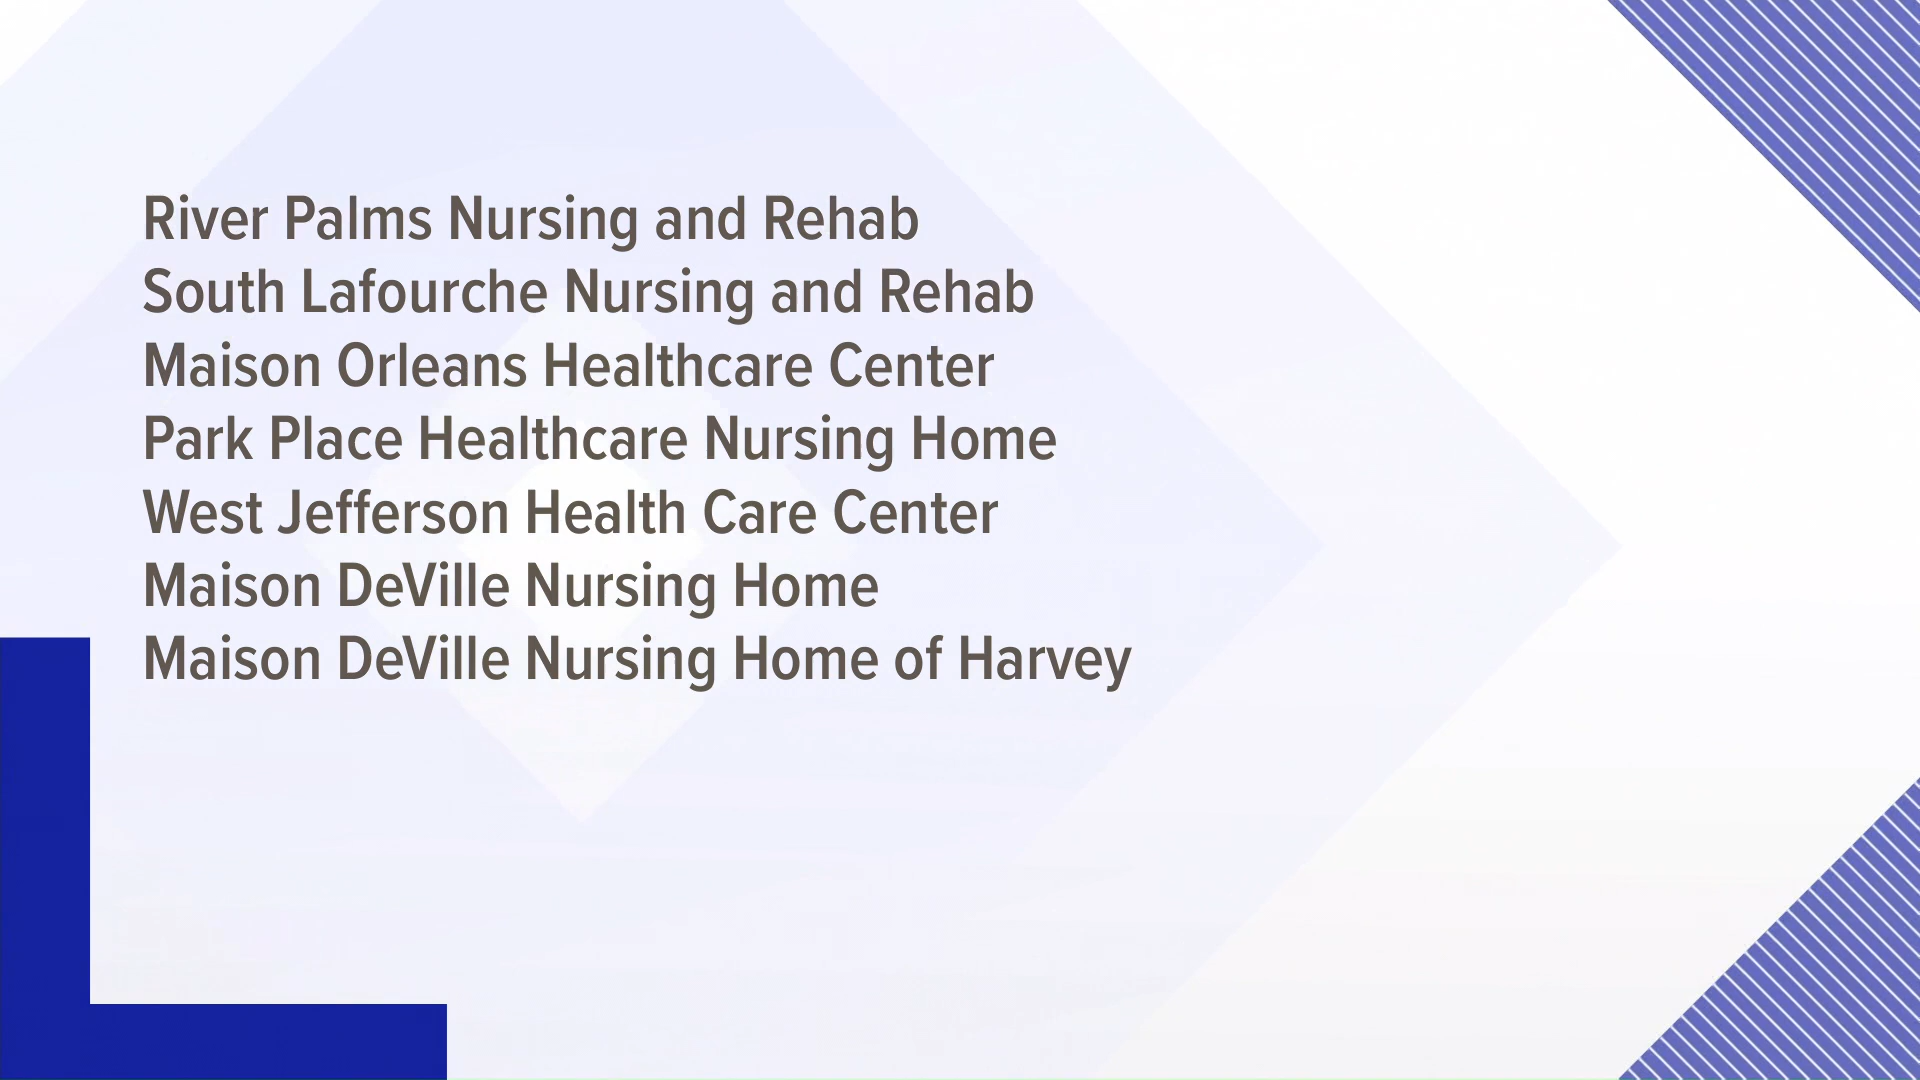 River Palms Nursing and Rehab
South Lafourche Nursing and Rehab
Maison Orleans Healthcare Center
Park Place Healthcare Nursing Home
West Jefferson Health Care Center
Maison DeVille Nursing Home
Maison DeVille Nursing Home of Harvey